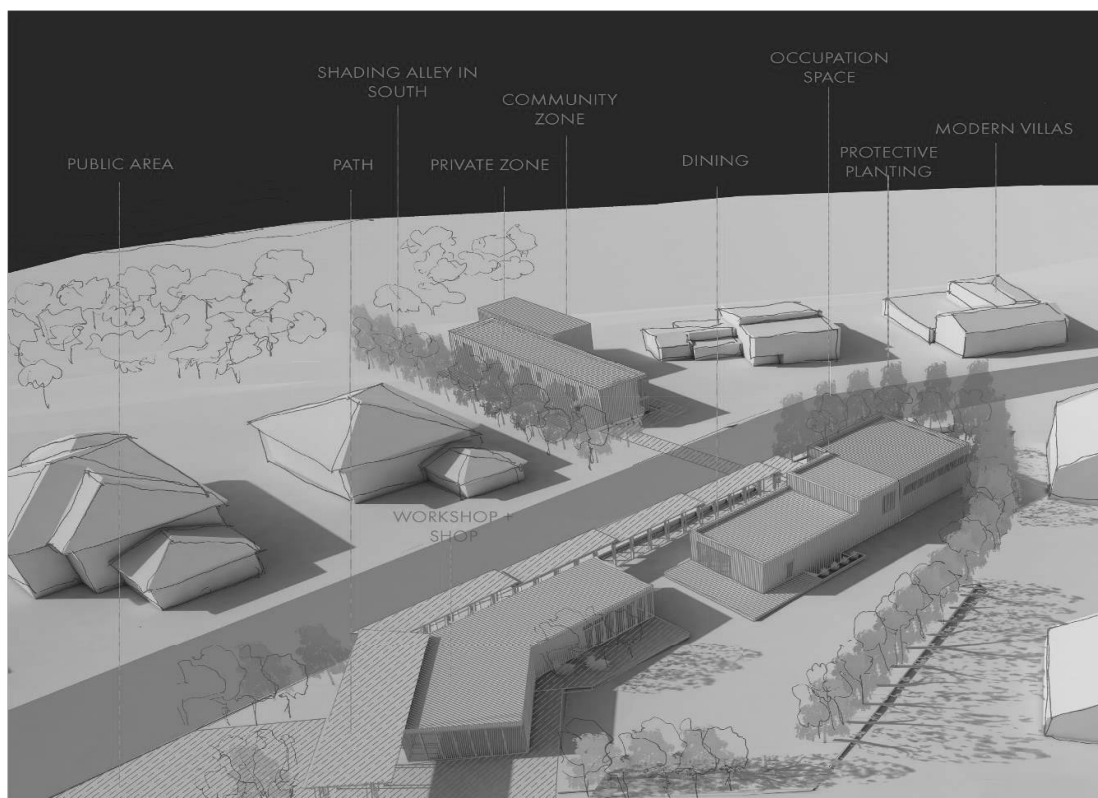 OCCUPATION
SPACE
SHADING ALLEY IN
SOUTH
COMMUNITY
ZONE
MODERN VILLAS
PUBLIC AREA
PATH
PRIVATE ZONE
DINING
PROTECTIVE
PLANTING
WORKSHOP +
SHOP